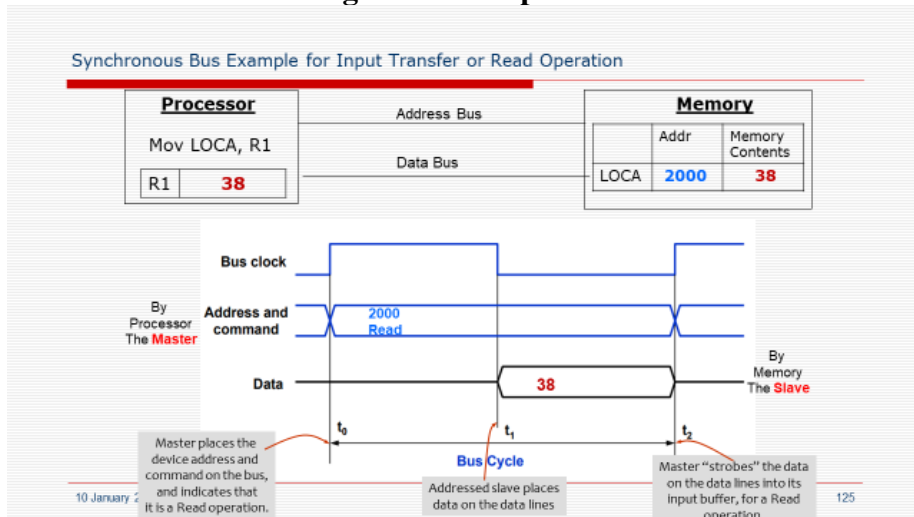 Synchronous Bus Example for Input Transfer or Read Operation
Processor
Mov LOCA, R1
R1 38
Address Bus
Data Bus
Memory
Addr Memory Contents
LOCA 2000 38
Bus clock
By
Processor
The Master
Address and
command
2000
Read
Data
38
By
Memory
The Slave
t0
t1
t2
Bus Cycle
Master places the
device address and
command on the bus,
and indicates that
it is a Read operation.
Addressed slave places
data on the data lines
Master “strobes” the data
on the data lines into its
input buffer, for a Read
operation
10 January
125